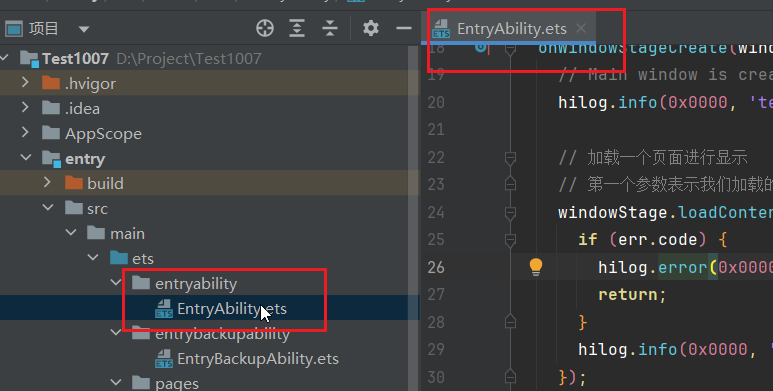 项目
Test1007 D:\Project\Test1007
.hvigor
.idea
AppScope
entry
build
src
main
ets
entryability
EntryAbility.ets
entrybackupability
EntryBackupAbility.ets
pages
EntryAbility.ets
18 onWindowStageCreate(wind
19 // Main window is crea
20 hilog.info(0x0000, 'te
21
22 // 加载一个页面进行显示
23 // 第一个参数表示我们加载的
24 windowStage.loadConten
25 if (err.code) {
26 hilog.error(0x0000
27 return;
28 }
29 hilog.info(0x0000, '
30 });